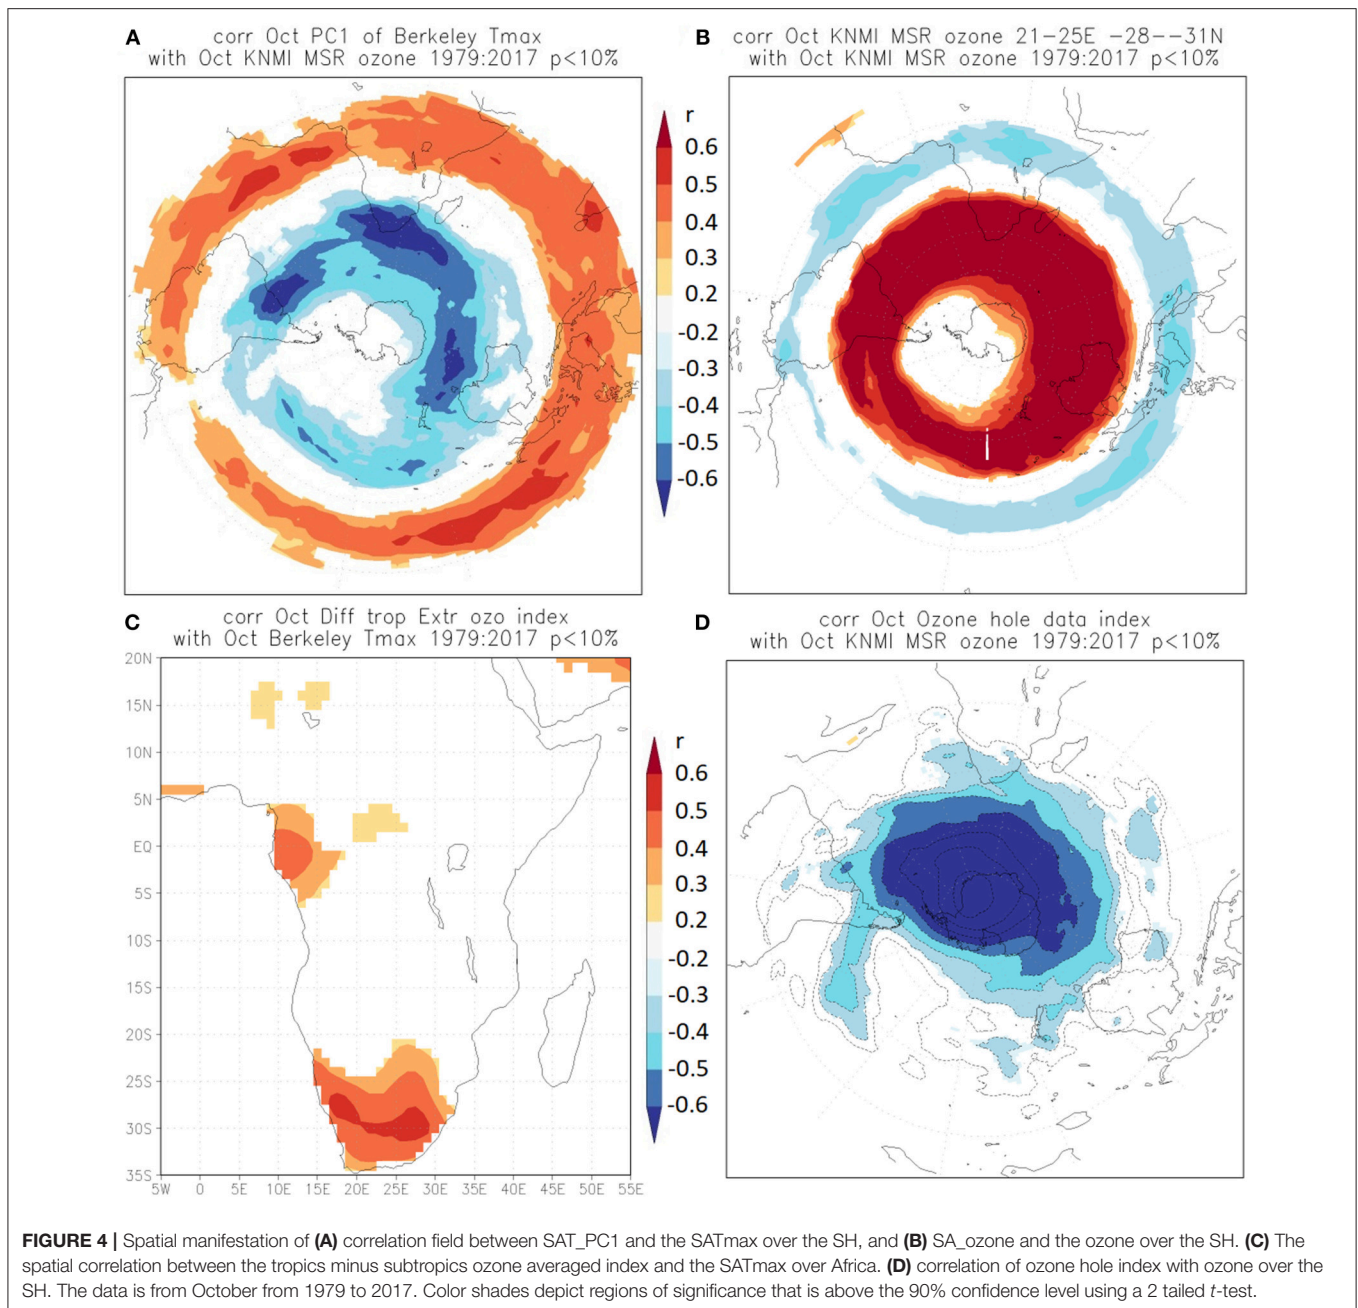 A
corr Oct PC1 of Berkeley Tmax
with Oct KNMI MSR ozone 1979:2017 p<10%
B
corr Oct KNMI MSR ozone 21-25E -28--31N
with Oct KNMI MSR ozone 1979:2017 p<10%
r
0.6
0.5
0.4
0.3
0.2
-0.2
-0.3
-0.4
-0.5
-0.6
C
corr Oct Diff trop Extr ozo index
with Oct Berkeley Tmax 1979:2017 p<10%
D
corr Oct Ozone hole data index
with Oct KNMI MSR ozone 1979:2017 p<10%
20N
15N
10N
5N
EQ
5S
10S
15S
20S
25S
30S
35S
5W 0 5E 10E 15E 20E 25E 30E 35E 40E 45E 50E 55E
r
0.6
0.5
0.4
0.3
0.2
-0.2
-0.3
-0.4
-0.5
-0.6
FIGURE 4 | Spatial manifestation of (A) correlation field between SAT_PC1 and the SATmax over the SH, and (B) SA_ozone and the ozone over the SH. (C) The
spatial correlation between the tropics minus subtropics ozone averaged index and the SATmax over Africa. (D) correlation of ozone hole index with ozone over the
SH. The data is from October from 1979 to 2017. Color shades depict regions of significance that is above the 90% confidence level using a 2 tailed t-test.